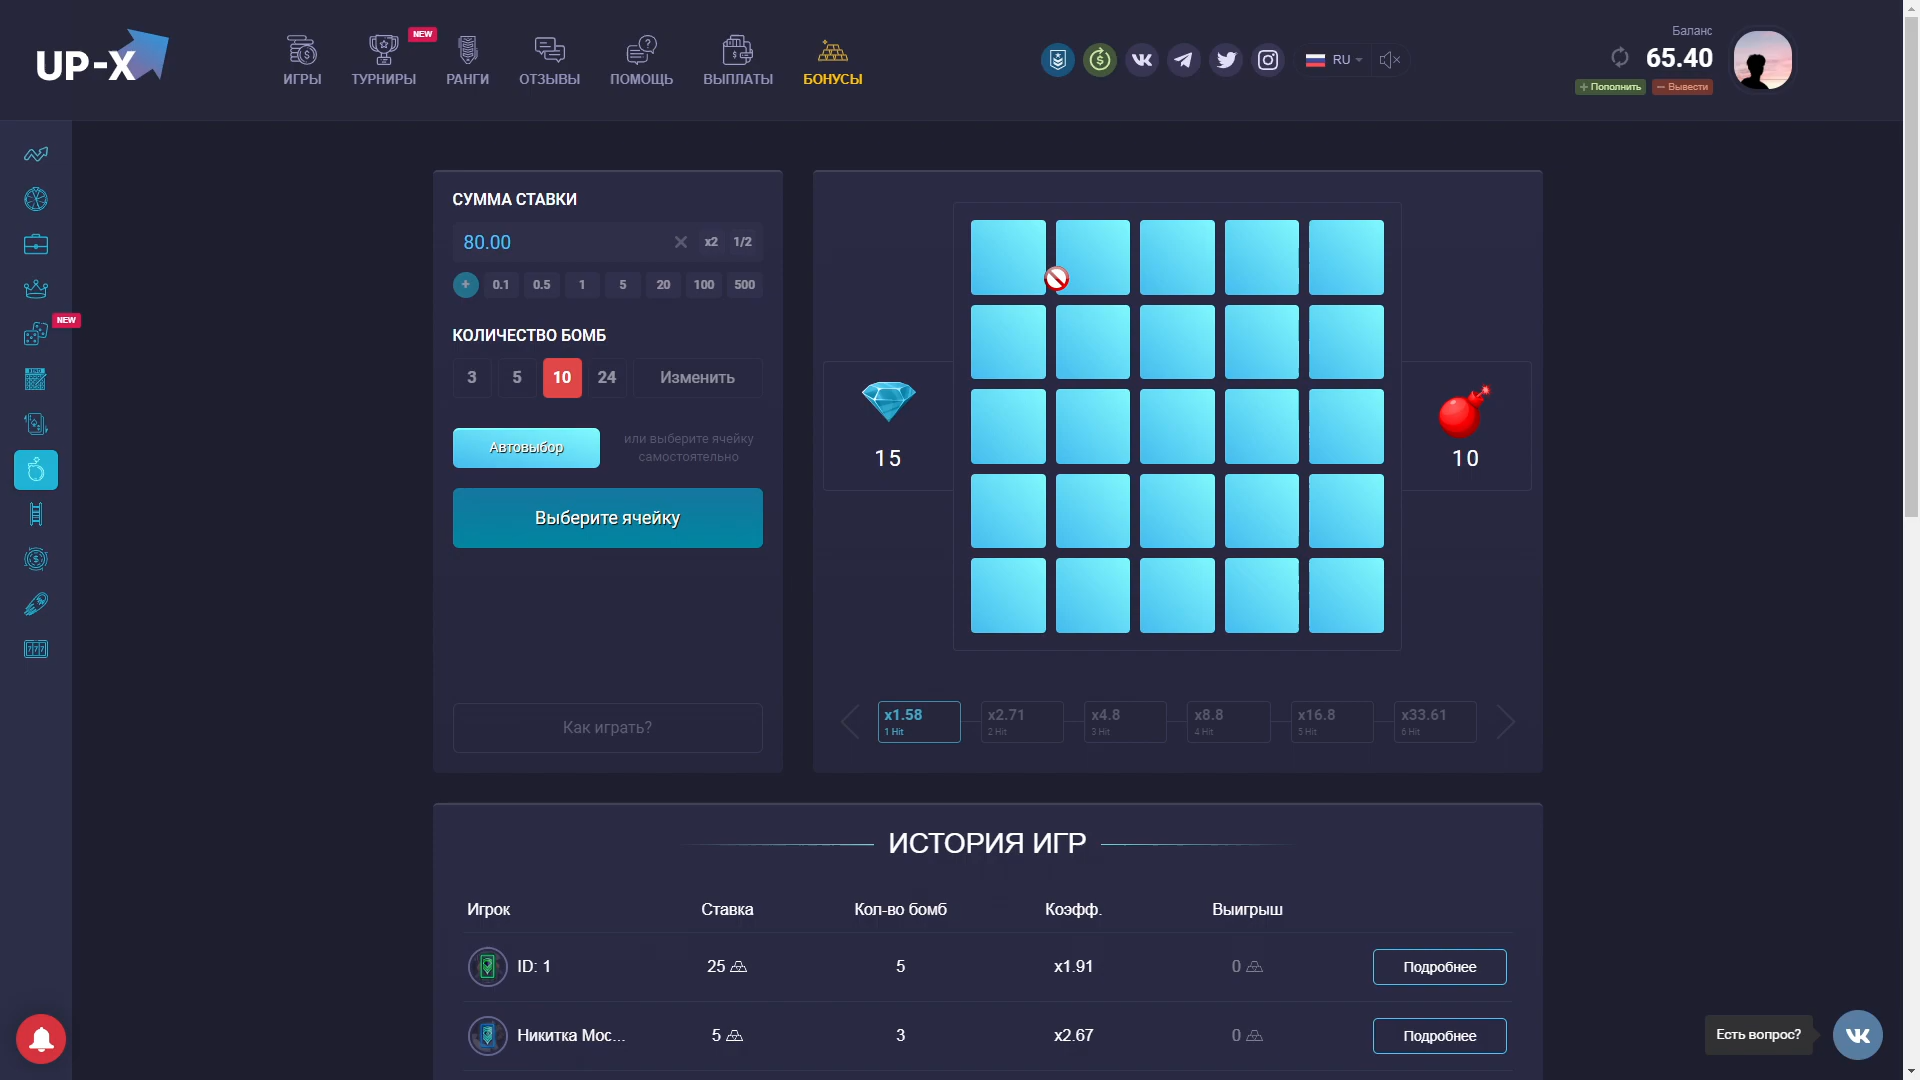 UP-X
ИГРЫ
ТУРНИРЫ
NEW
РАНГИ
ОТЗЫВЫ
ПОМОЩЬ
ВЫПЛАТЫ
БОНУСЫ
RU
Баланс
65.40
+ Пополнить
− Вывести
NEW
СУММА СТАВКИ
80.00
x2
1/2
+ 0.1 0.5 1 5 20 100 500
КОЛИЧЕСТВО БОМБ
3 5 10 24 Изменить
Автовыбор
или выберите ячейку
самостоятельно
Выберите ячейку
Как играть?
15
10
x1.58
1 Hit
x2.71
2 Hit
x4.8
3 Hit
x8.8
4 Hit
x16.8
5 Hit
x33.61
6 Hit
777
ИСТОРИЯ ИГР
Игрок Ставка Кол-во бомб Коэфф. Выигрыш
ID: 1 25 5 x1.91 0 Подробнее
Никитка Мос... 5 3 x2.67 0 Подробнее
Есть вопрос?